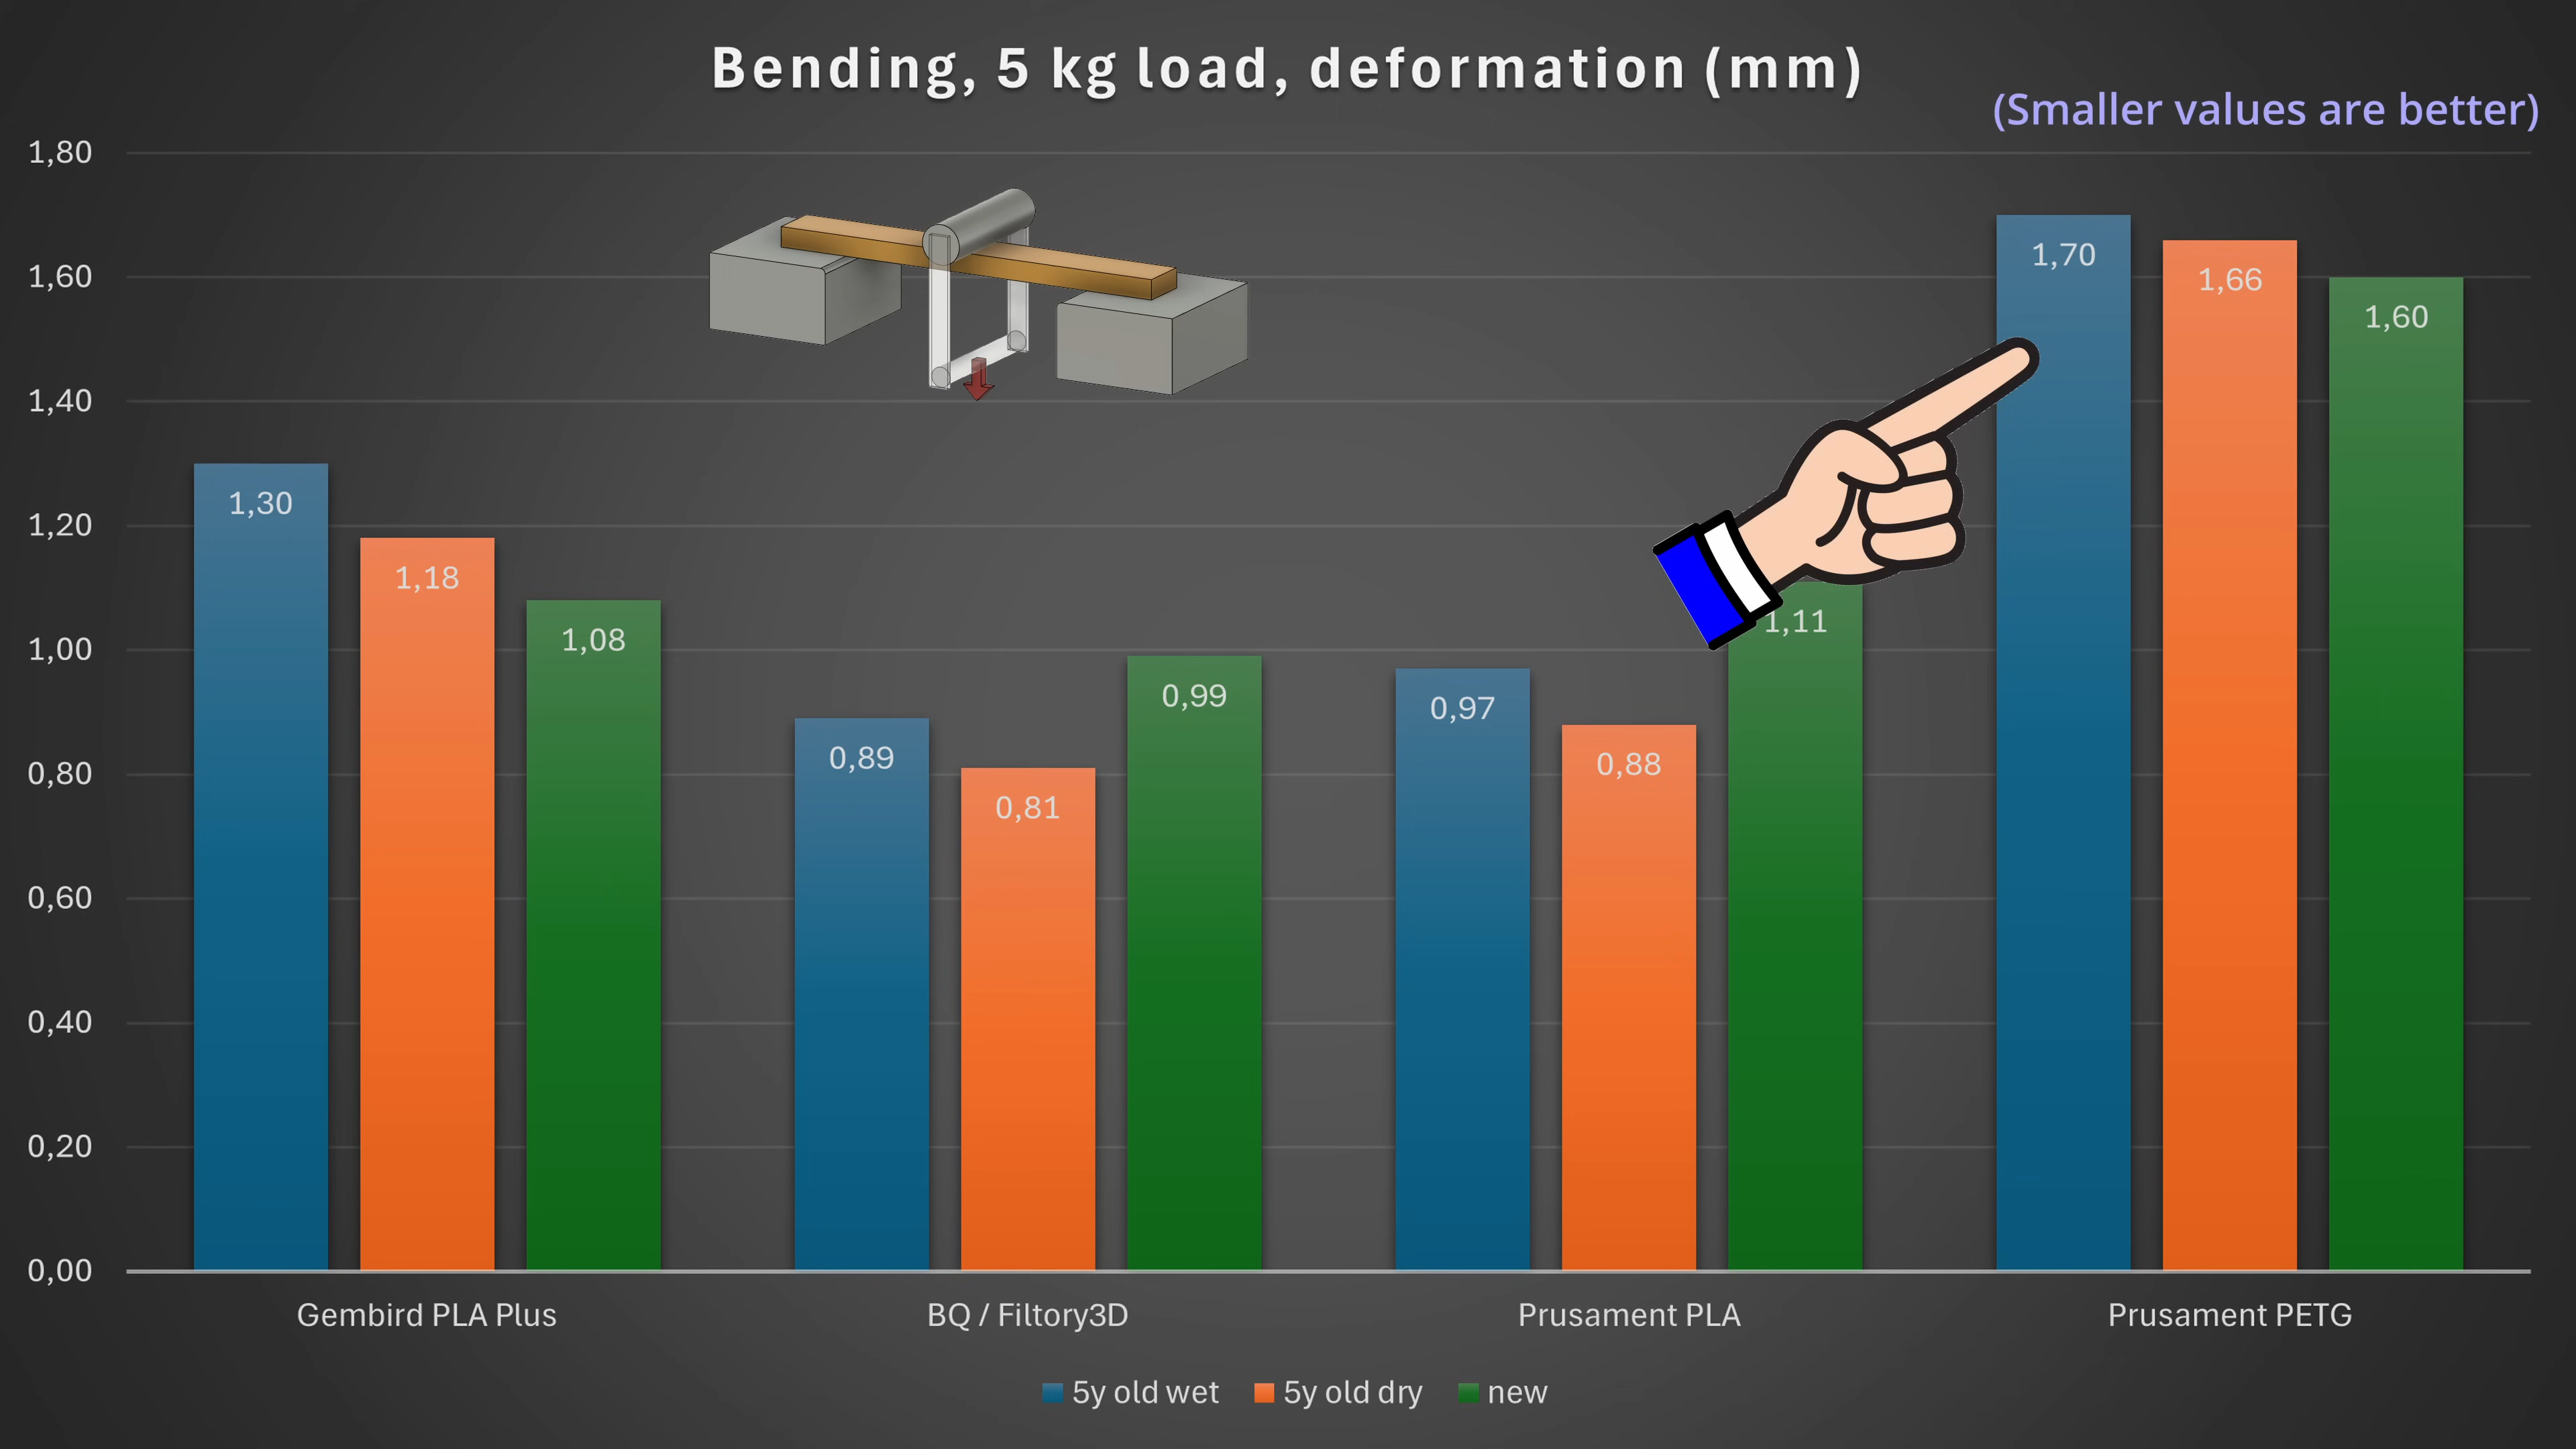 Bending, 5 kg load, deformation (mm)
(Smaller values are better)
1,80
1,60
1,40
1,20
1,00
0,80
0,60
0,40
0,20
0,00
1,30
1,18
1,08
0,89
0,81
0,99
0,97
0,88
1,11
1,70
1,66
1,60
Gembird PLA Plus
BQ / Filtory3D
Prusament PLA
Prusament PETG
5y old wet
5y old dry
new